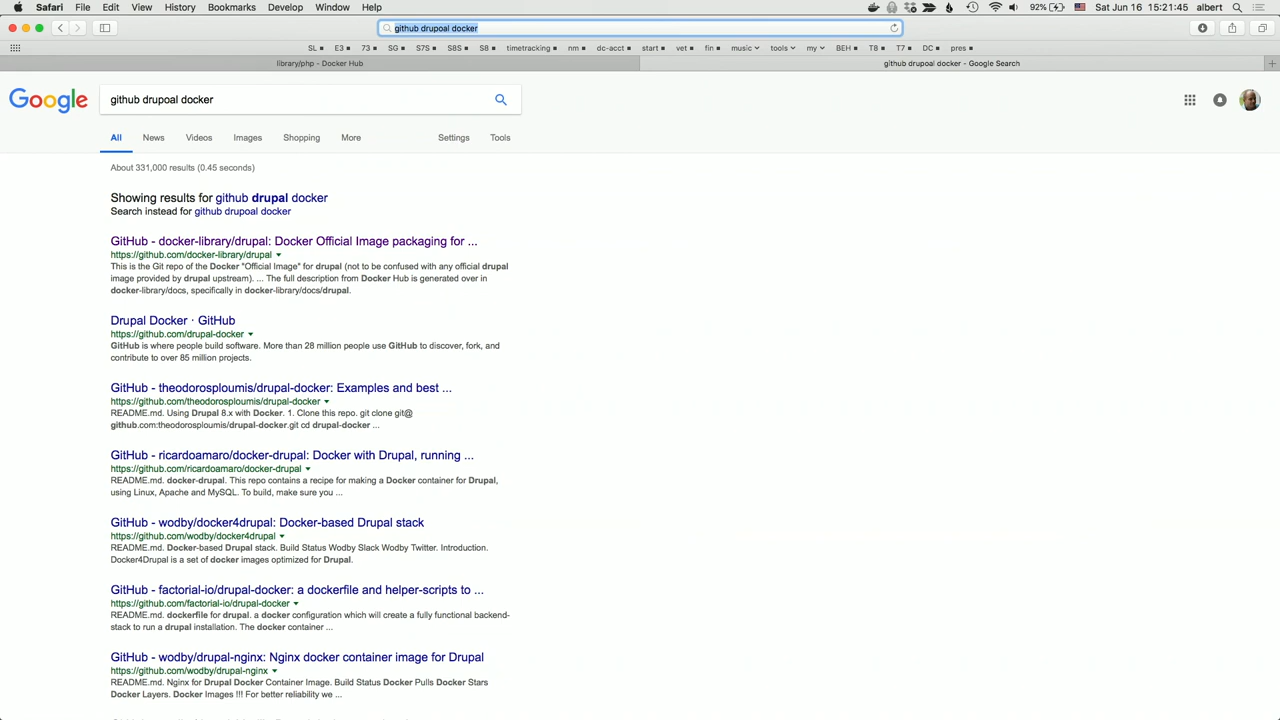 Safari File Edit View History Bookmarks Develop Window Help 92% Sat Jun 16 15:21:45 albert
github drupoal docker
SL E3 73 SG S7S S8S S8 timetracking nm dc-acct start vet fin music tools my BEH T8 T7 DC pres
library/php - Docker Hub github drupoal docker - Google Search
Google github drupoal docker
All News Videos Images Shopping More Settings Tools
About 331,000 results (0.45 seconds)
Showing results for github drupal docker
Search instead for github drupoal docker
GitHub - docker-library/drupal: Docker Official Image packaging for ...
https://github.com/docker-library/drupal
This is the Git repo of the Docker "Official Image" for drupal (not to be confused with any official drupal
image provided by drupal upstream). ... The full description from Docker Hub is generated over in
docker-library/docs, specifically in docker-library/docs/drupal.
Drupal Docker · GitHub
https://github.com/drupal-docker
GitHub is where people build software. More than 28 million people use GitHub to discover, fork, and
contribute to over 85 million projects.
GitHub - theodorosploumis/drupal-docker: Examples and best ...
https://github.com/theodorosploumis/drupal-docker
README.md. Using Drupal 8.x with Docker. 1. Clone this repo. git clone git@
github.com:theodorosploumis/drupal-docker.git cd drupal-docker ...
GitHub - ricardoamaro/docker-drupal: Docker with Drupal, running ...
https://github.com/ricardoamaro/docker-drupal
README.md. docker-drupal. This repo contains a recipe for making a Docker container for Drupal,
using Linux, Apache and MySQL. To build, make sure you ...
GitHub - wodby/docker4drupal: Docker-based Drupal stack
https://github.com/wodby/docker4drupal
README.md. Docker-based Drupal stack. Build Status Wodby Slack Wodby Twitter. Introduction.
Docker4Drupal is a set of docker images optimized for Drupal.
GitHub - factorial-io/drupal-docker: a dockerfile and helper-scripts to ...
https://github.com/factorial-io/drupal-docker
README.md. dockerfile for drupal. a docker configuration which will create a fully functional backend-
stack to run a drupal installation. The docker container ...
GitHub - wodby/drupal-nginx: Nginx docker container image for Drupal
https://github.com/wodby/drupal-nginx
README.md. Nginx for Drupal Docker Container Image. Build Status Docker Pulls Docker Stars
Docker Layers. Docker Images !!! For better reliability we ...